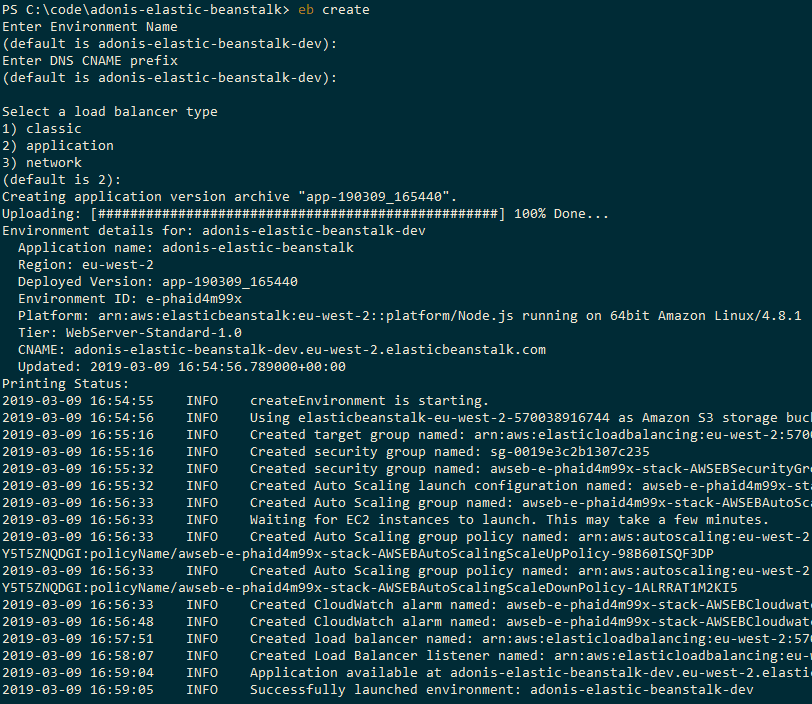 PS C:\code\adonis-elastic-beanstalk> eb create
Enter Environment Name
(default is adonis-elastic-beanstalk-dev):
Enter DNS CNAME prefix
(default is adonis-elastic-beanstalk-dev):
Select a load balancer type
1) classic
2) application
3) network
(default is 2):
Creating application version archive "app-190309_165440".
Uploading: [##################################################] 100% Done...
Environment details for: adonis-elastic-beanstalk-dev
  Application name: adonis-elastic-beanstalk
  Region: eu-west-2
  Deployed Version: app-190309_165440
  Environment ID: e-phaid4m99x
  Platform: arn:aws:elasticbeanstalk:eu-west-2::platform/Node.js running on 64bit Amazon Linux/4.8.1
  Tier: WebServer-Standard-1.0
  CNAME: adonis-elastic-beanstalk-dev.eu-west-2.elasticbeanstalk.com
  Updated: 2019-03-09 16:54:56.789000+00:00
Printing Status:
2019-03-09 16:54:55    INFO    createEnvironment is starting.
2019-03-09 16:54:56    INFO    Using elasticbeanstalk-eu-west-2-570038916744 as Amazon S3 storage buc
2019-03-09 16:55:16    INFO    Created target group named: arn:aws:elasticloadbalancing:eu-west-2:570
2019-03-09 16:55:16    INFO    Created security group named: sg-0019e3c2b1307c235
2019-03-09 16:55:32    INFO    Created security group named: awseb-e-phaid4m99x-stack-AWSEBSecurityGr
2019-03-09 16:55:32    INFO    Created Auto Scaling launch configuration named: awseb-e-phaid4m99x-st
2019-03-09 16:56:33    INFO    Created Auto Scaling group named: awseb-e-phaid4m99x-stack-AWSEBAutoSc
2019-03-09 16:56:33    INFO    Waiting for EC2 instances to launch. This may take a few minutes.
2019-03-09 16:56:33    INFO    Created Auto Scaling group policy named: arn:aws:autoscaling:eu-west-2
Y5T5ZNQDGI:policyName/awseb-e-phaid4m99x-stack-AWSEBAutoScalingScaleUpPolicy-98B60ISQF3DP
2019-03-09 16:56:33    INFO    Created Auto Scaling group policy named: arn:aws:autoscaling:eu-west-2
Y5T5ZNQDGI:policyName/awseb-e-phaid4m99x-stack-AWSEBAutoScalingScaleDownPolicy-1ALRRAT1M2KI5
2019-03-09 16:56:33    INFO    Created CloudWatch alarm named: awseb-e-phaid4m99x-stack-AWSEBCloudwat
2019-03-09 16:56:48    INFO    Created CloudWatch alarm named: awseb-e-phaid4m99x-stack-AWSEBCloudwat
2019-03-09 16:57:51    INFO    Created load balancer named: arn:aws:elasticloadbalancing:eu-west-2:57
2019-03-09 16:58:07    INFO    Created Load Balancer listener named: arn:aws:elasticloadbalancing:eu-
2019-03-09 16:59:04    INFO    Application available at adonis-elastic-beanstalk-dev.eu-west-2.elasti
2019-03-09 16:59:05    INFO    Successfully launched environment: adonis-elastic-beanstalk-dev